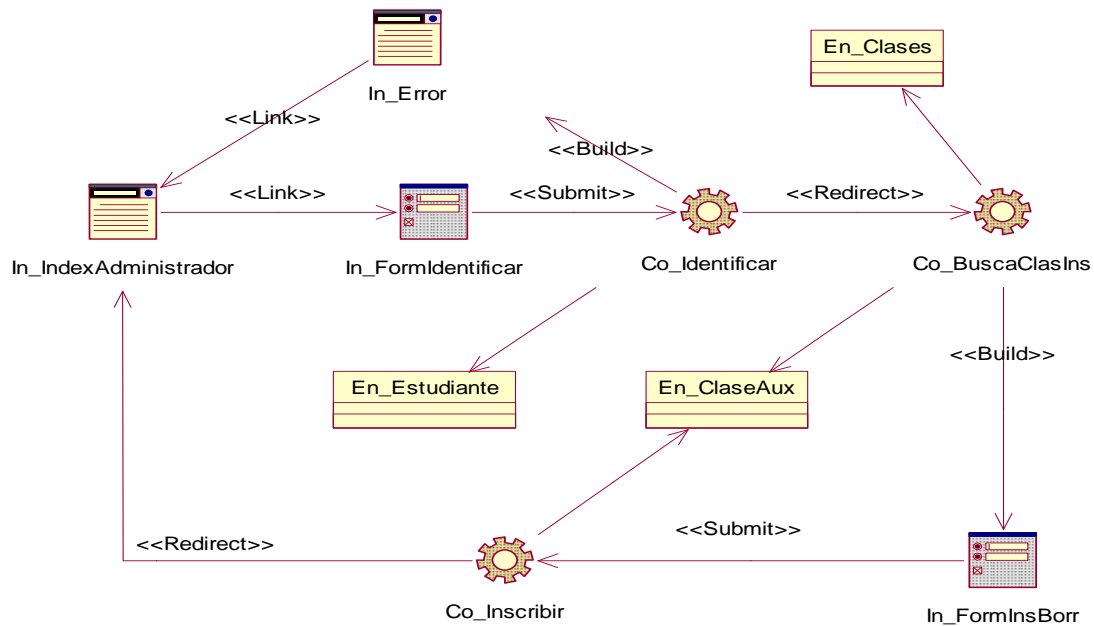 En_Clases
In_Error
<<Link>>
<<Build>>
<<Link>>
<<Submit>>
<<Redirect>>
In_IndexAdministrador
In_FormIdentificar
Co_Identificar
Co_BuscaClasIns
<<Build>>
En_Estudiante
En_ClaseAux
<<Submit>>
<<Redirect>>
Co_Inscribir
In_FormInsBorr